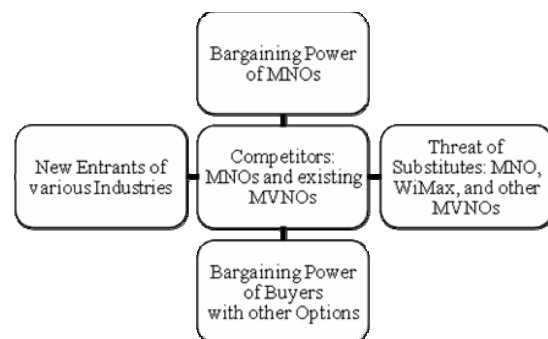 Bargaining Power
of MNOs
New Entrants of
various Industries
Competitors:
MNOs and existing
MVNOs
Threat of
Substitutes: MNO,
WiMax, and other
MVNOs
Bargaining Power
of Buyers
with other Options